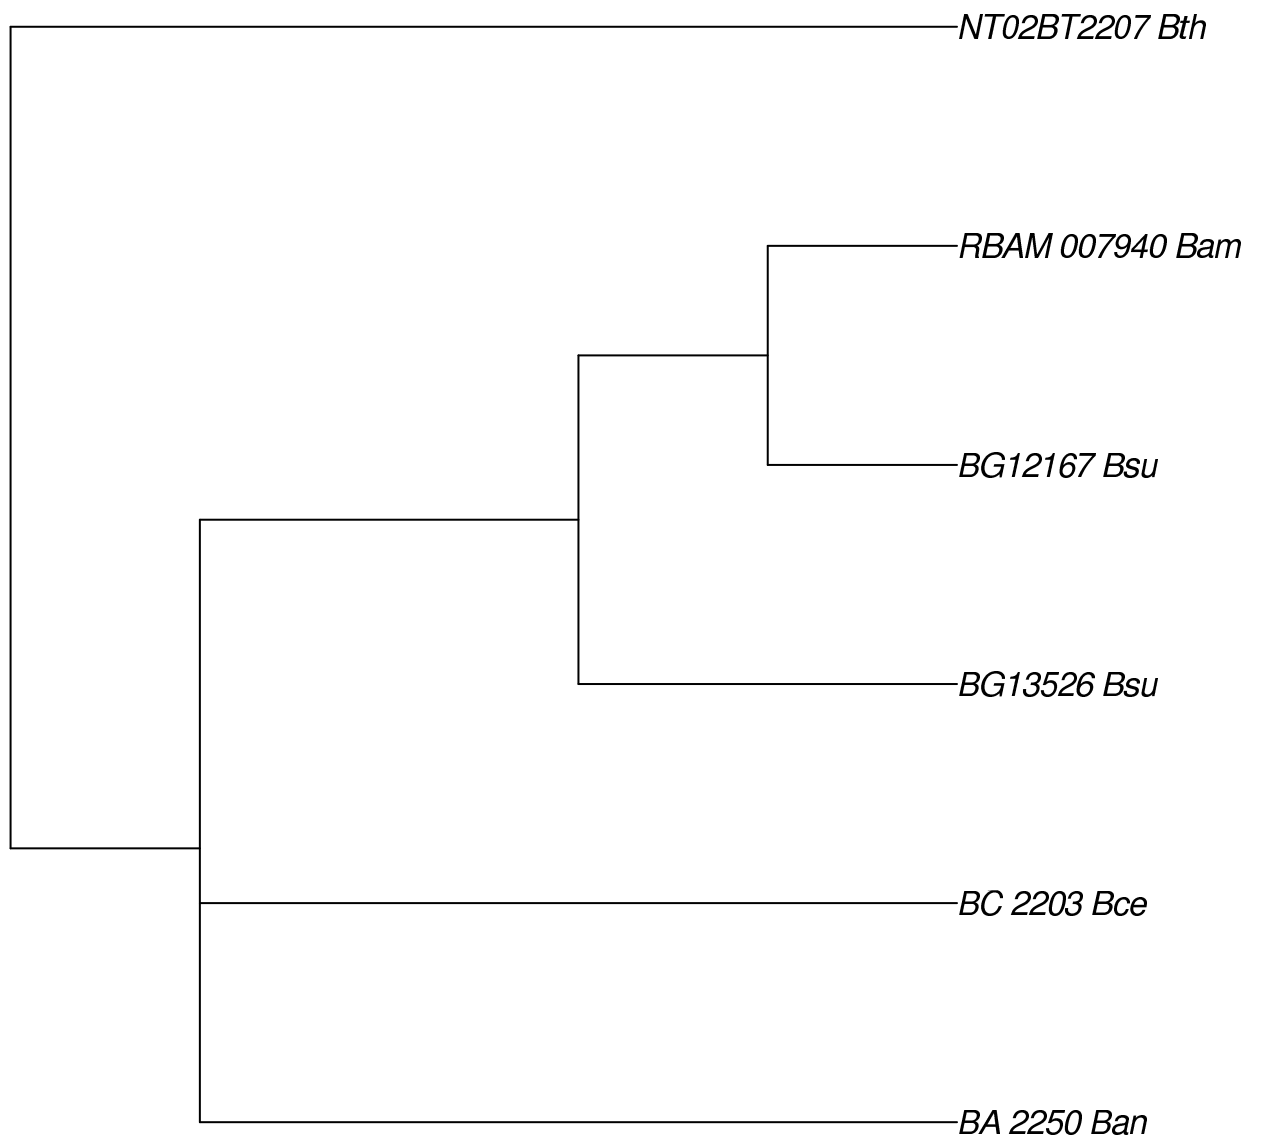 NT02BT2207 Bth
RBAM 007940 Bam
BG12167 Bsu
BG13526 Bsu
BC 2203 Bce
BA 2250 Ban